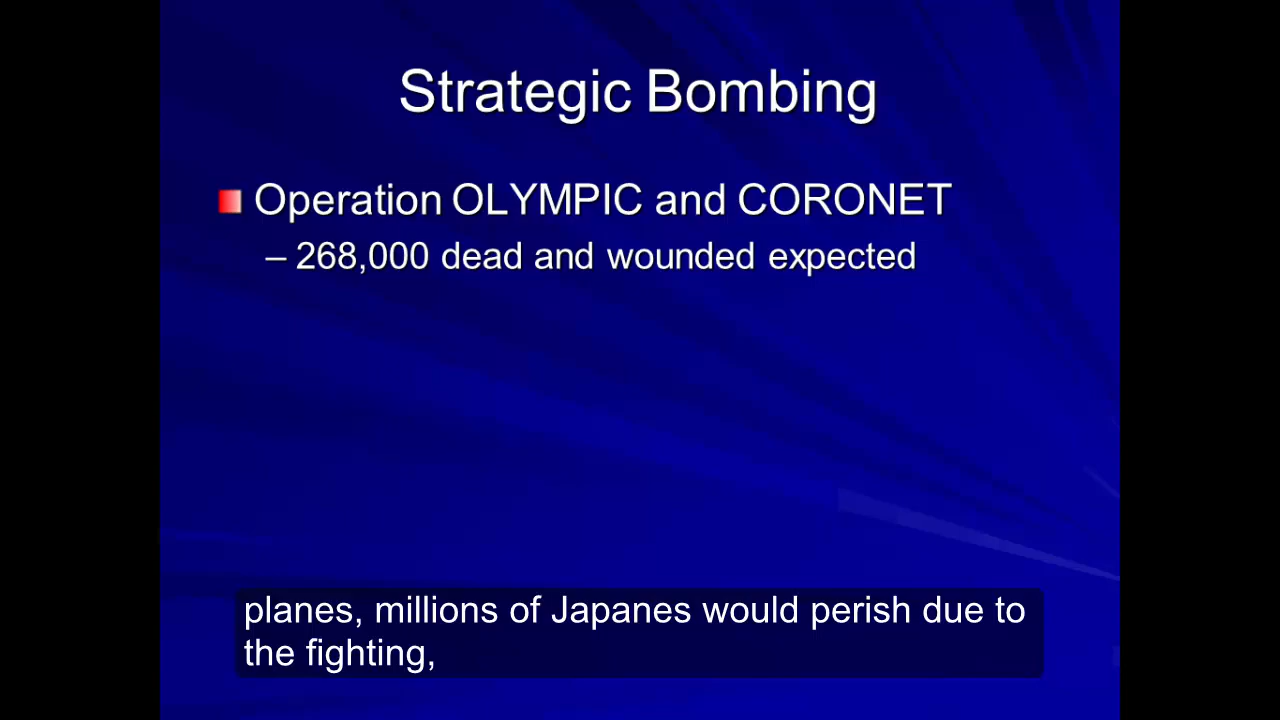 Strategic Bombing
Operation OLYMPIC and CORONET
– 268,000 dead and wounded expected
planes, millions of Japanes would perish due to
the fighting,